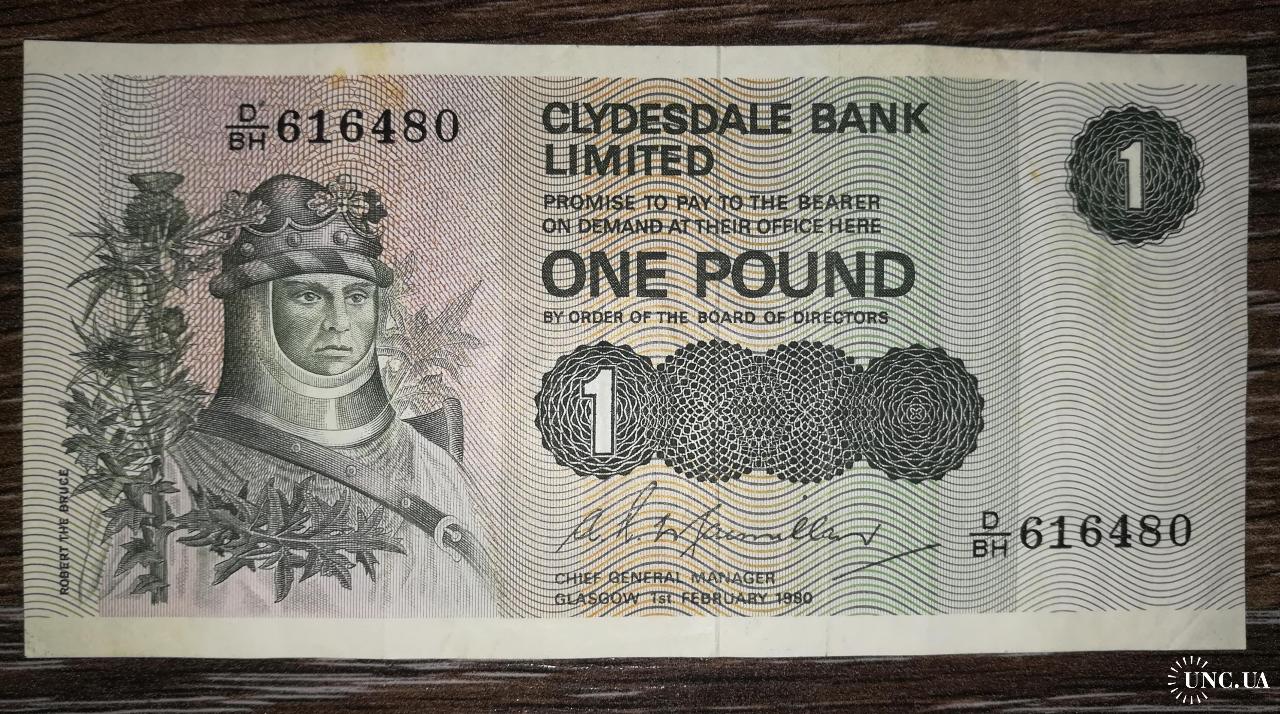 D/BH 616480
CLYDESDALE BANK
LIMITED
PROMISE TO PAY TO THE BEARER
ON DEMAND AT THEIR OFFICE HERE
ONE POUND
BY ORDER OF THE BOARD OF DIRECTORS
1
1
CHIEF GENERAL MANAGER
GLASGOW 1ST FEBRUARY 1980
D/BH 616480
ROBERT THE BRUCE
UNC.UA